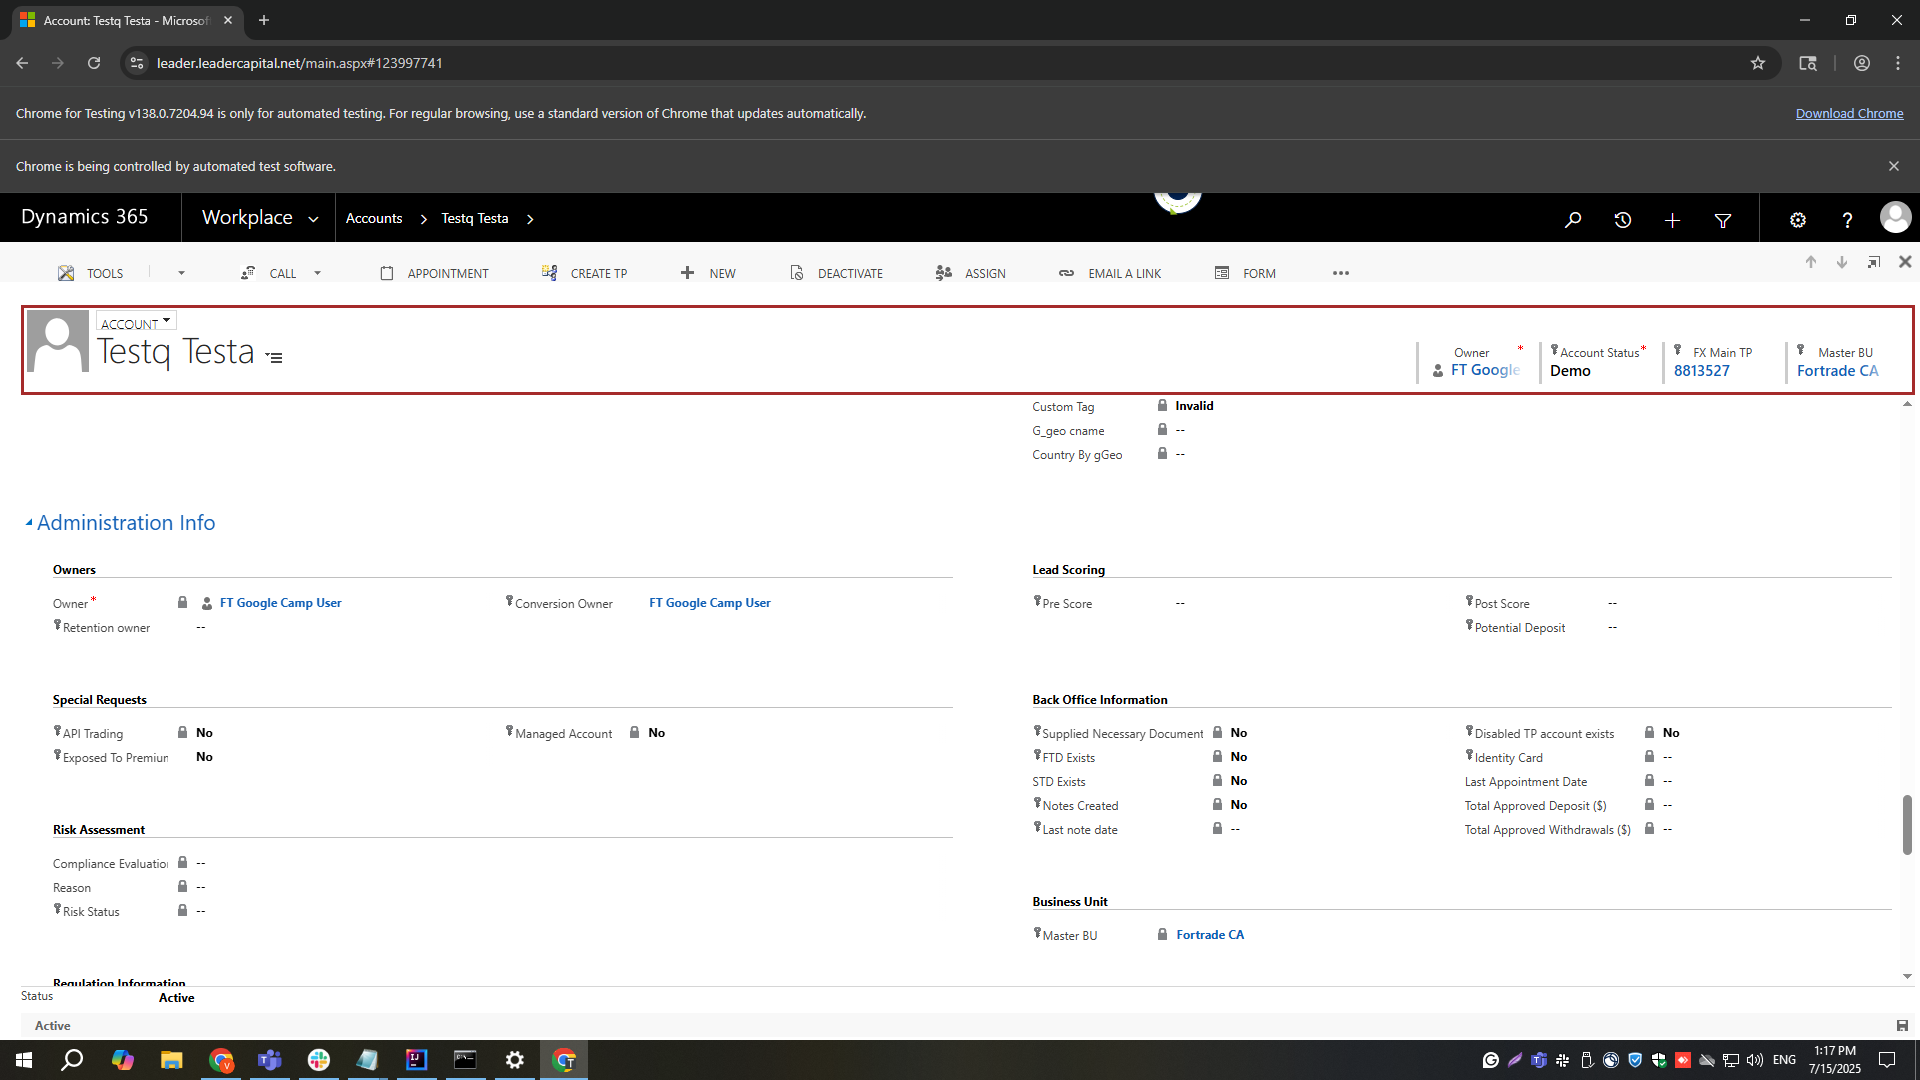 Account: Testq Testa - Microsof
leader.leadercapital.net/main.aspx#123997741
Chrome for Testing v138.0.7204.94 is only for automated testing. For regular browsing, use a standard version of Chrome that updates automatically.
Download Chrome
Chrome is being controlled by automated test software.
Dynamics 365
Workplace
Accounts
Testq Testa
TOOLS
CALL
APPOINTMENT
CREATE TP
NEW
DEACTIVATE
ASSIGN
EMAIL A LINK
FORM
ACCOUNT
Testq Testa
Owner*
FT Google
Account Status*
Demo
FX Main TP
8813527
Master BU
Fortrade CA
Custom Tag Invalid
G_geo cname --
Country By gGeo --
Administration Info
Owners
Owner* FT Google Camp User
Conversion Owner FT Google Camp User
Retention owner --
Lead Scoring
Pre Score --
Post Score --
Potential Deposit --
Special Requests
API Trading No
Managed Account No
Exposed To Premiun No
Back Office Information
Supplied Necessary Document No
Disabled TP account exists No
FTD Exists No
Identity Card --
STD Exists No
Last Appointment Date --
Notes Created No
Total Approved Deposit ($) --
Last note date --
Total Approved Withdrawals ($) --
Risk Assessment
Compliance Evaluatio --
Reason --
Risk Status --
Business Unit
Master BU Fortrade CA
Regulation Information
Status Active
Active
ENG
1:17 PM
7/15/2025